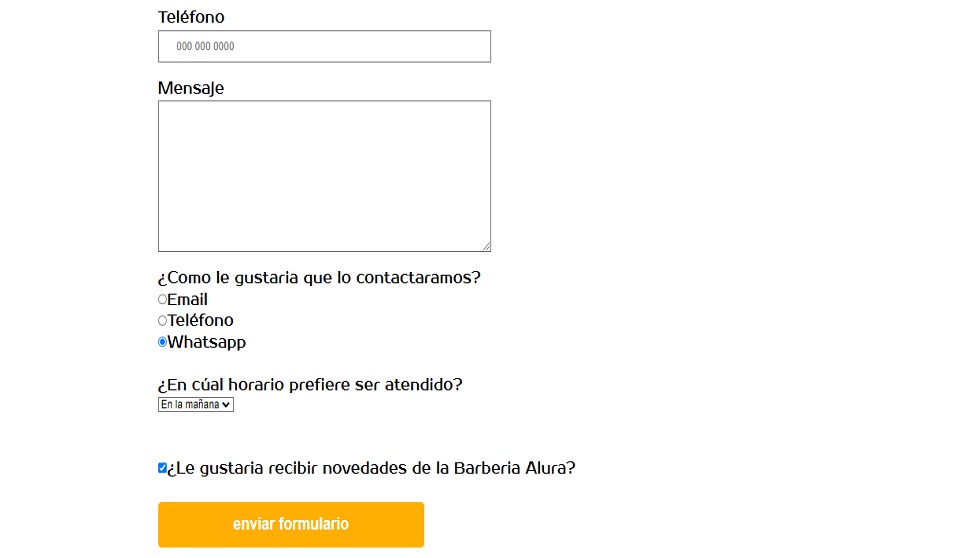 Teléfono
000 000 0000
Mensaje
¿Como le gustaria que lo contactaramos?
Email
Teléfono
Whatsapp
¿En cúal horario prefiere ser atendido?
En la mañana
¿Le gustaria recibir novedades de la Barberia Alura?
enviar formulario